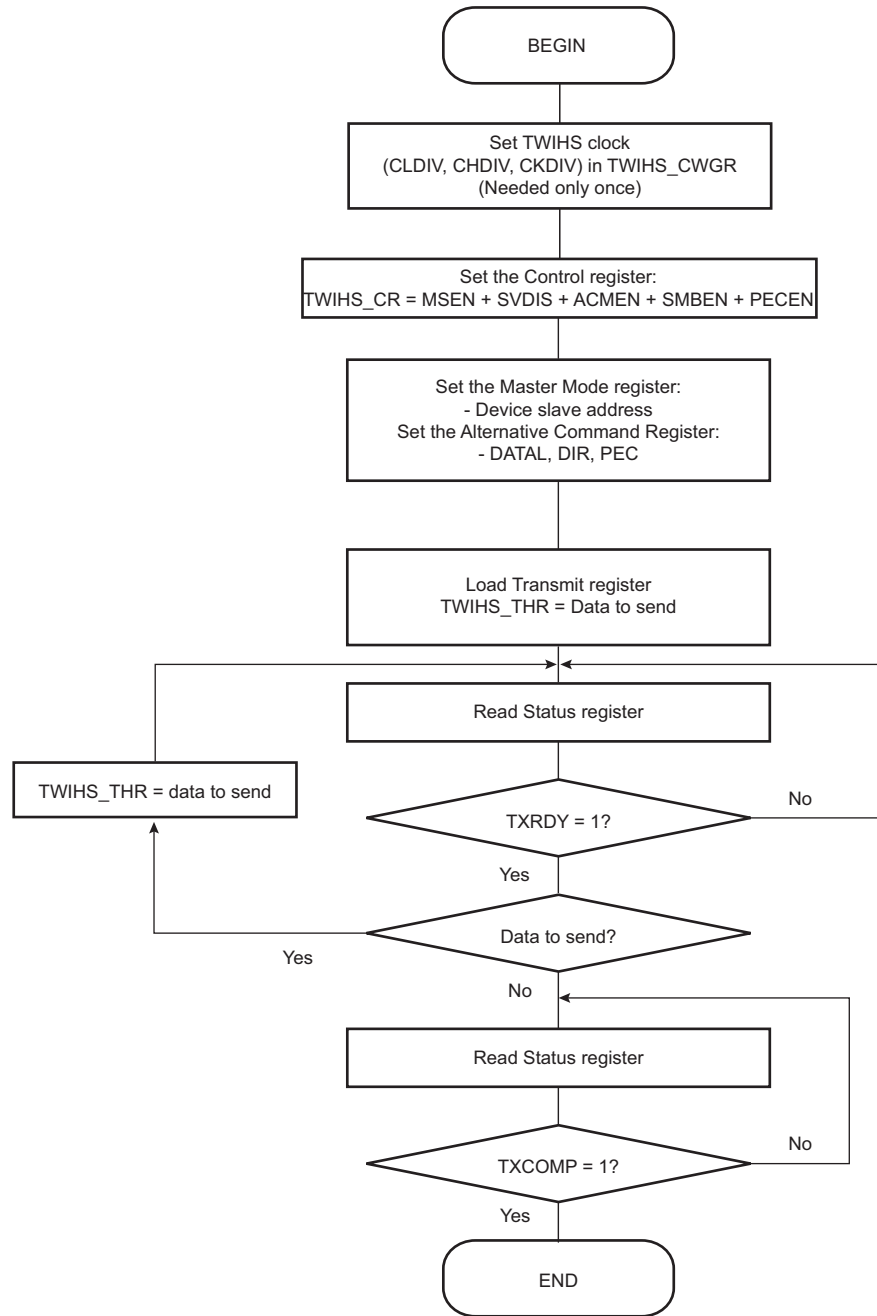 BEGIN
Set TWIHS clock
(CLDIV, CHDIV, CKDIV) in TWIHS_CWGR
(Needed only once)
Set the Control register:
TWIHS_CR = MSEN + SVDIS + ACMEN + SMBEN + PECEN
Set the Master Mode register:
- Device slave address
Set the Alternative Command Register:
- DATAL, DIR, PEC
Load Transmit register
TWIHS_THR = Data to send
Read Status register
TWIHS_THR = data to send
TXRDY = 1?
No
Yes
Data to send?
Yes
No
Read Status register
TXCOMP = 1?
No
Yes
END